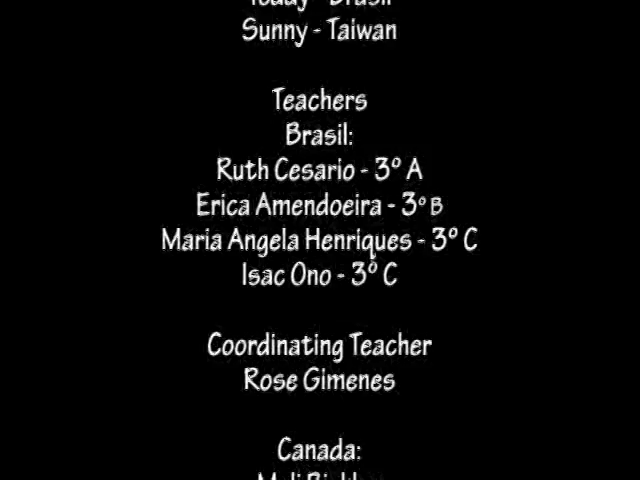 Sunny - Taiwan
Teachers
Brasil:
Ruth Cesario - 3º A
Erica Amendoeira - 3º B
Maria Angela Henriques - 3º C
Isac Ono - 3º C
Coordinating Teacher
Rose Gimenes
Canada: